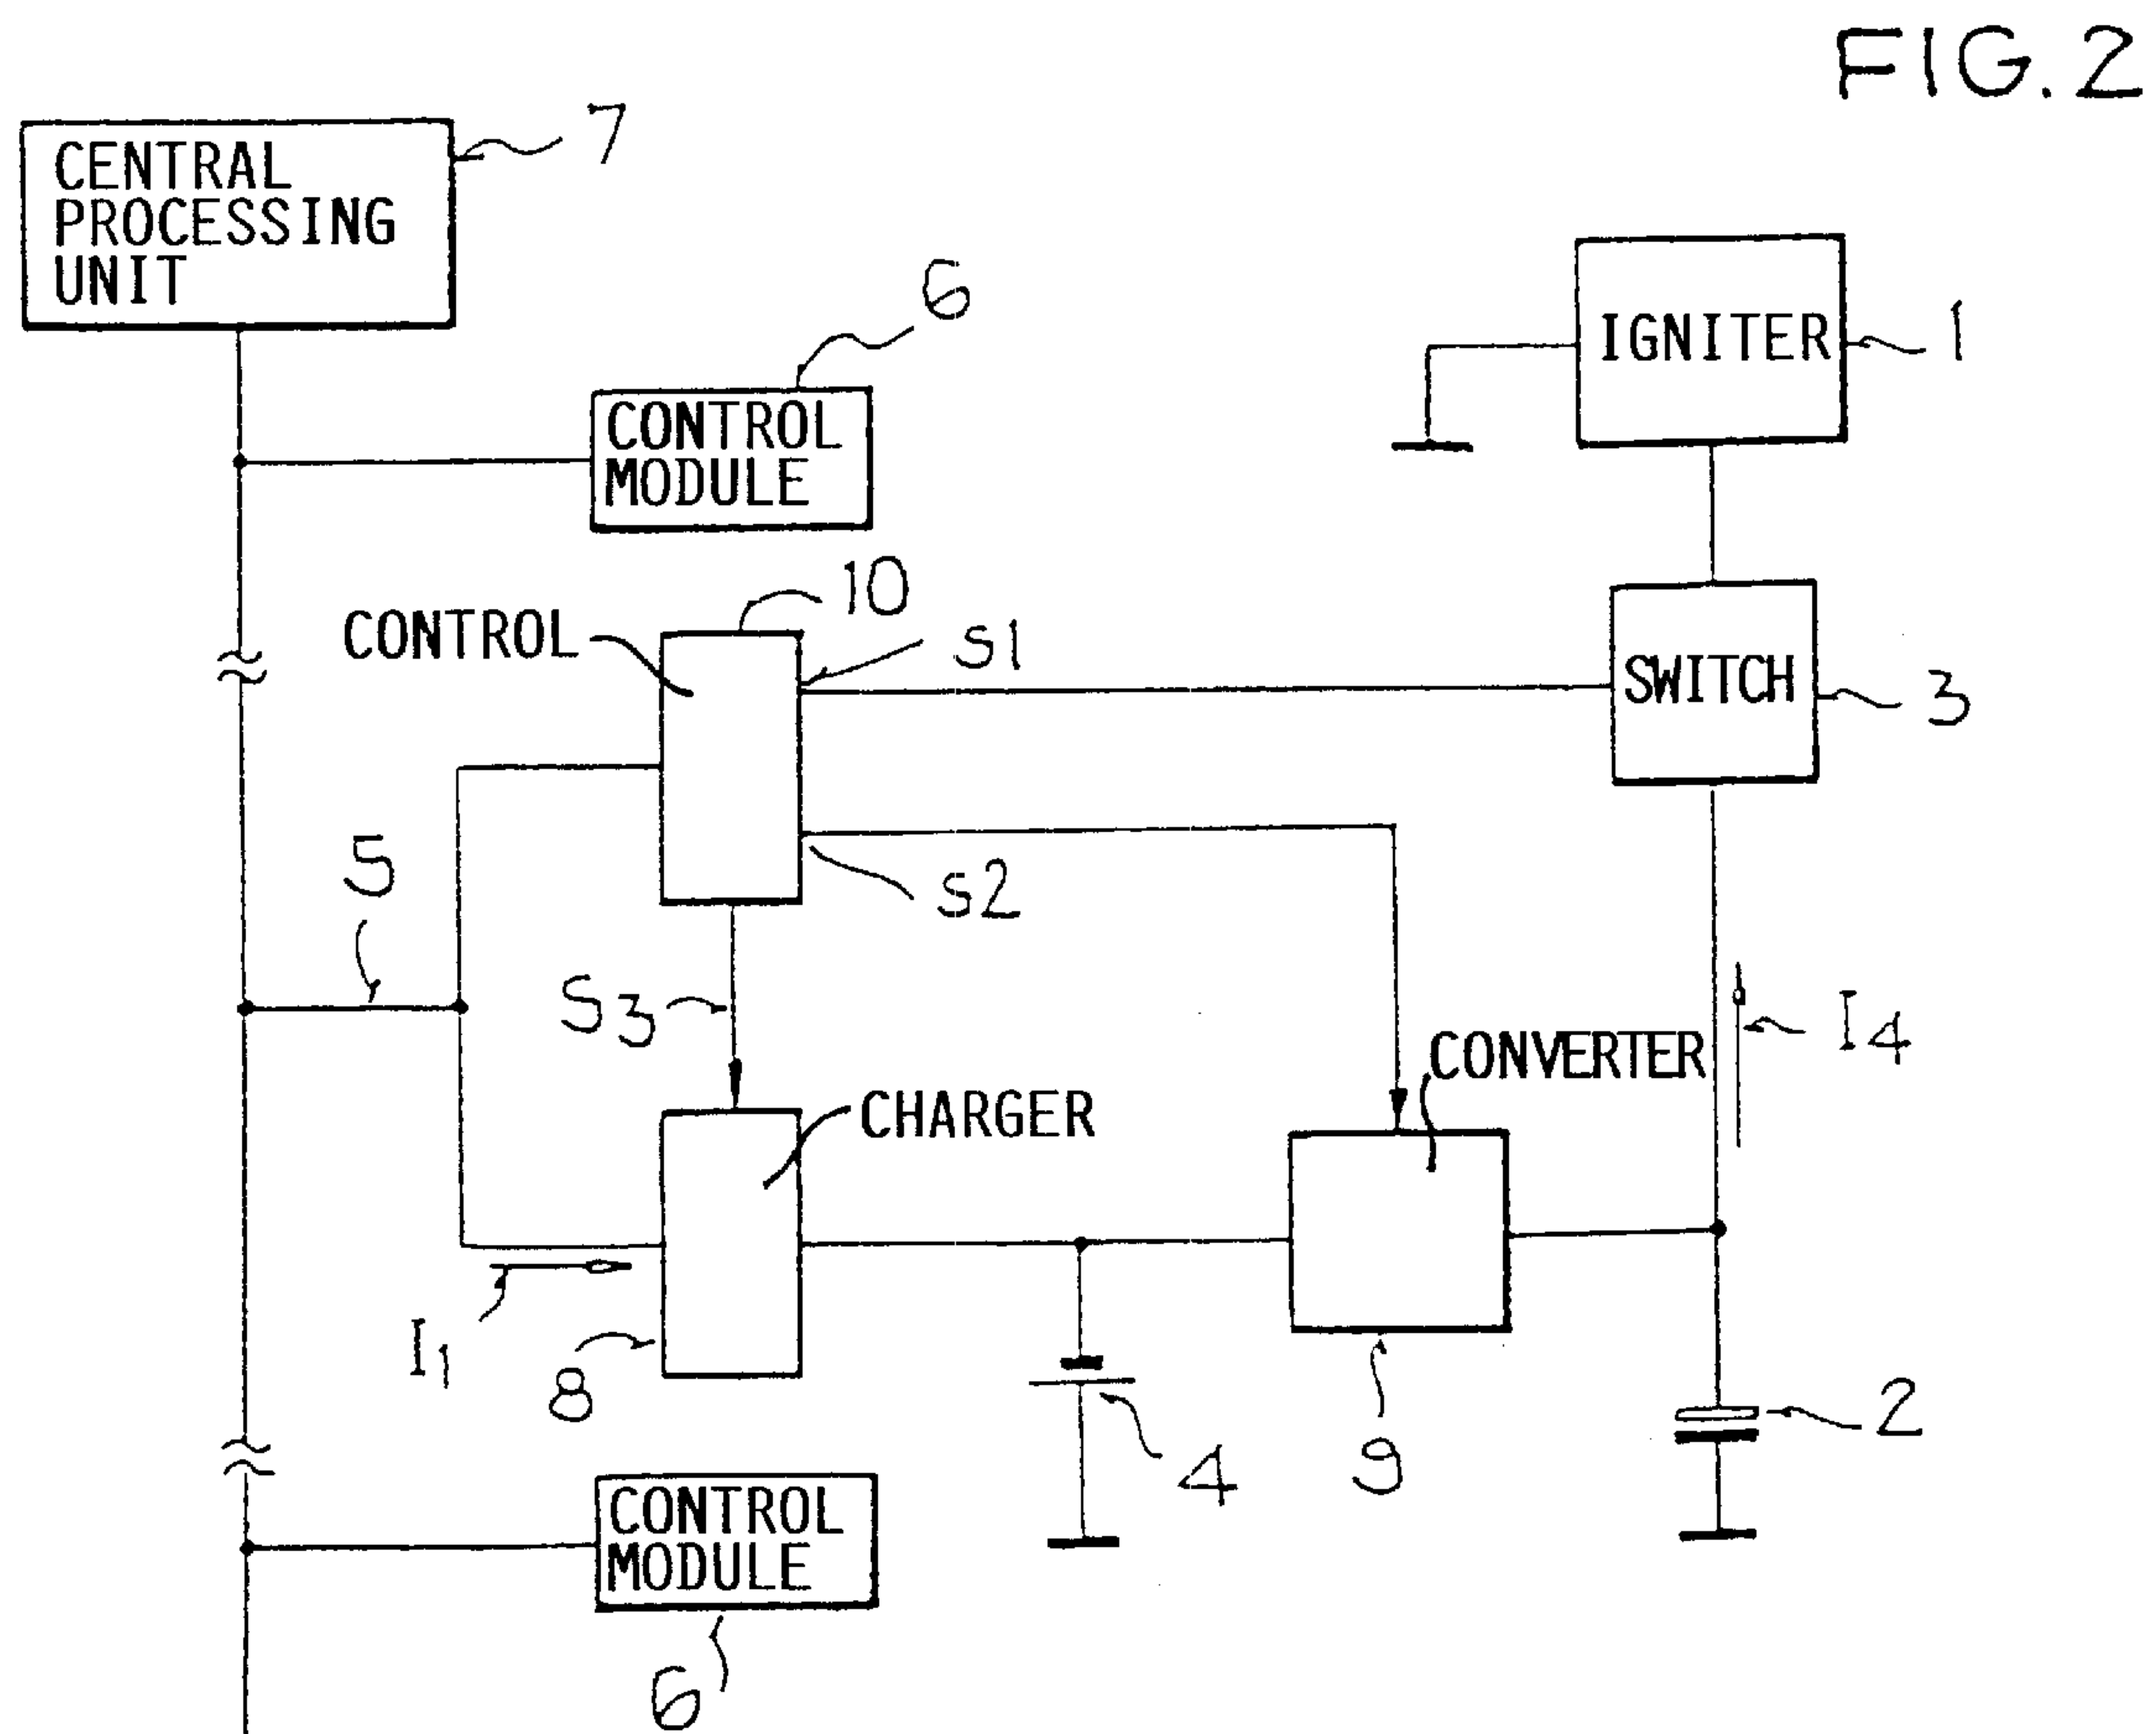 FIG. 2
7
CENTRAL
PROCESSING
UNIT
6
IGNITER
1
CONTROL
MODULE
10
CONTROL
S1
SWITCH
3
5
S2
S3
I4
CONVERTER
CHARGER
I1
8
4
9
2
CONTROL
MODULE
6